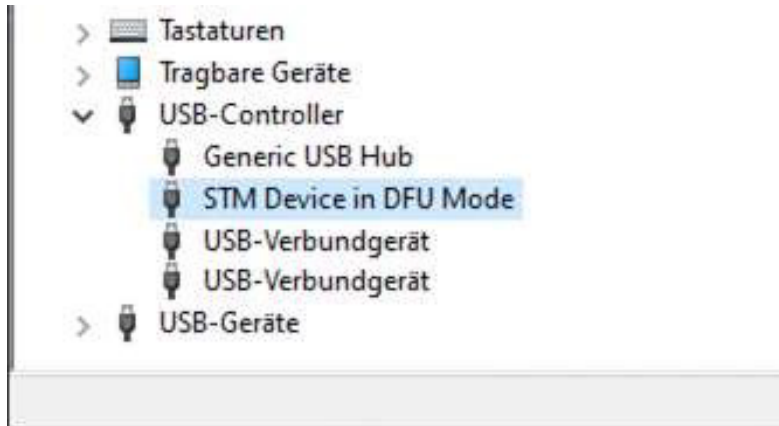 Tastaturen
Tragbare Geräte
USB-Controller
Generic USB Hub
STM Device in DFU Mode
USB-Verbundgerät
USB-Verbundgerät
USB-Geräte